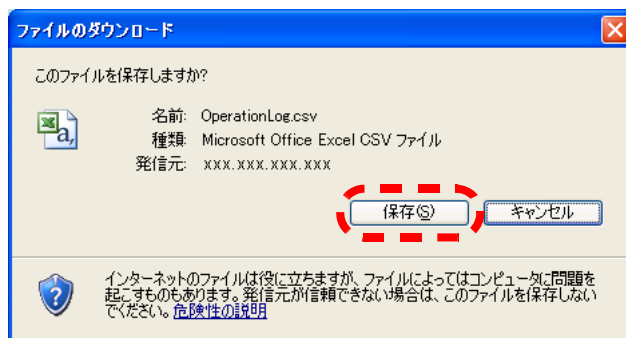 ファイルのダウンロード
このファイルを保存しますか?
名前: OperationLog.csv
種類: Microsoft Office Excel CSV ファイル
発信元: xxx.xxx.xxx.xxx
保存(S) キャンセル
インターネットのファイルは役に立ちますが、ファイルによってはコンピュータに問題を
起こすものもあります。発信元が信頼できない場合は、このファイルを保存しない
でください。危険性の説明